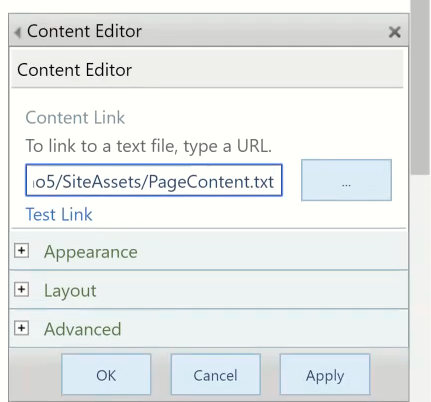 Content Editor
Content Editor
Content Link
To link to a text file, type a URL.
o5/SiteAssets/PageContent.txt
...
Test Link
Appearance
Layout
Advanced
OK
Cancel
Apply